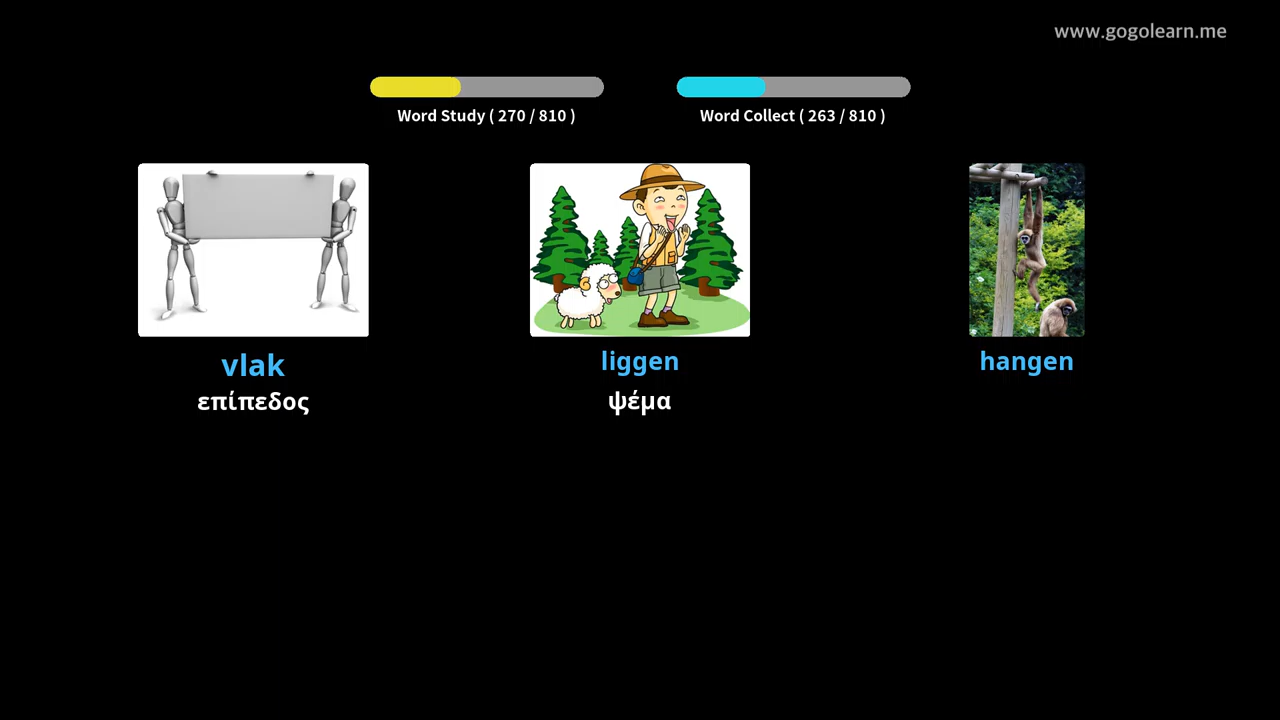 www.gogolearn.me
Word Study ( 270 / 810 )
Word Collect ( 263 / 810 )
vlak
επίπεδος
liggen
ψέμα
hangen